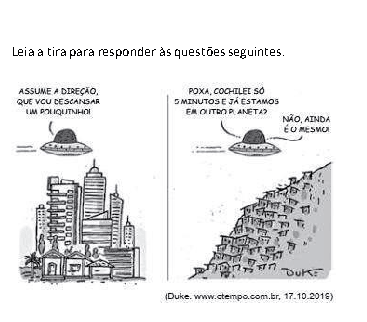 Leia a tira para responder às questões seguintes.
ASSUME A DIREÇÃO,
QUE VOU DESCANSAR
UM POUQUINHO!
POXA, COCHILEI SÓ
5 MINUTOS E JÁ ESTAMOS
EM OUTRO PLANETA?
NÃO, AINDA
É O MESMO!
DUKE
(Duke. www.otempo.com.br, 17.10.2019)